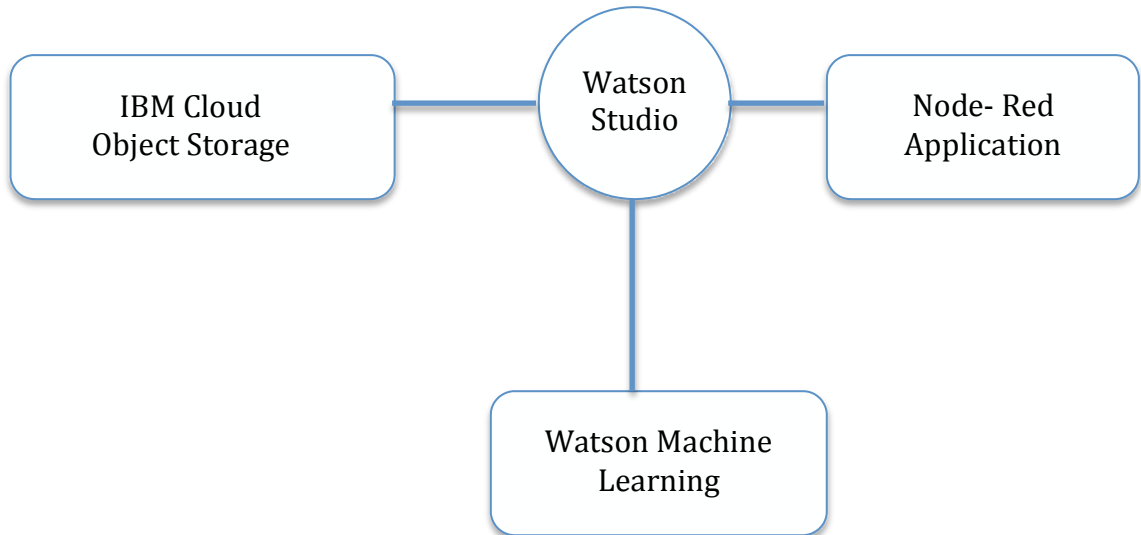 IBM Cloud
Object Storage
Watson
Studio
Node- Red
Application
Watson Machine
Learning